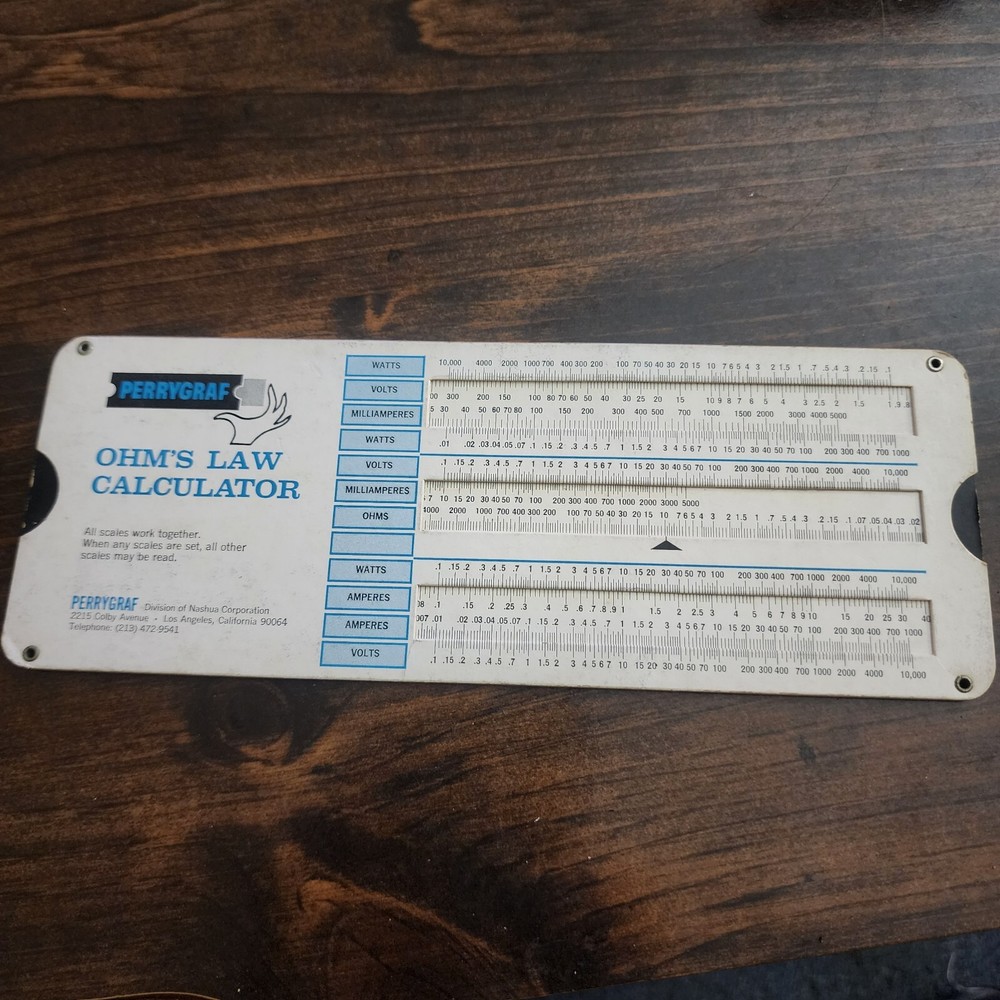 PERRYGRAF
OHM'S LAW
CALCULATOR
All scales work together.
When any scales are set, all other
scales may be read.
PERRYGRAF Division of Nashua Corporation
2215 Colby Avenue • Los Angeles, California 90064
Telephone: (213) 472-9541
WATTS 10,000 4000 2000 1000 700 400 300 200 100 70 50 40 30 20 15 10 7 5 4 3 2 1.5 1 .7 .5 .4 .3 .2 .15 .1
VOLTS 300 200 150 100 80 70 60 50 40 30 25 20 15 10 9 8 7 6 5 4 3 2.5 2 1.5 1 .9
MILLIAMPERES 30 40 50 60 70 80 100 150 200 300 400 500 700 1000 1500 2000 3000 4000 5000
WATTS .01 .02 .03 .04 .05 .07 .1 .15 .2 .3 .4 .5 .7 1 1.5 2 3 4 5 7 10 15 20 30 40 50 70 100 200 300 400 700 1000
VOLTS .1 .15 .2 .3 .4 .5 .7 1 1.5 2 3 4 5 6 7 10 15 20 30 40 50 70 100 200 300 400 700 1000 2000 4000 10,000
MILLIAMPERES 7 10 15 20 30 40 50 70 100 200 300 400 700 1000 2000 3000 5000
OHMS 4000 2000 1000 700 400 300 200 100 70 50 40 30 20 15 10 7 6 5 4 3 2 1.5 1 .7 .5 .4 .3 .2 .15 .1 .07 .05 .04 .03 .02
WATTS .1 .15 .2 .3 .4 .5 .7 1 1.5 2 3 4 5 6 7 10 15 20 30 40 50 70 100 200 300 400 700 1000 2000 4000 10,000
AMPERES .1 .15 .2 .25 .3 .4 .5 .6 .7 .8 .9 1 1.5 2 2.5 3 4 5 6 7 8 9 10 15 20 25 30 40
AMPERES .01 .02 .03 .04 .05 .07 .1 .15 .2 .3 .4 .5 .7 1 1.5 2 3 4 5 7 10 15 20 30 40 50 70 100 200 300 400 700 1000
VOLTS .1 .15 .2 .3 .4 .5 .7 1 1.5 2 3 4 5 6 7 10 15 20 30 40 50 70 100 200 300 400 700 1000 2000 4000 10,000